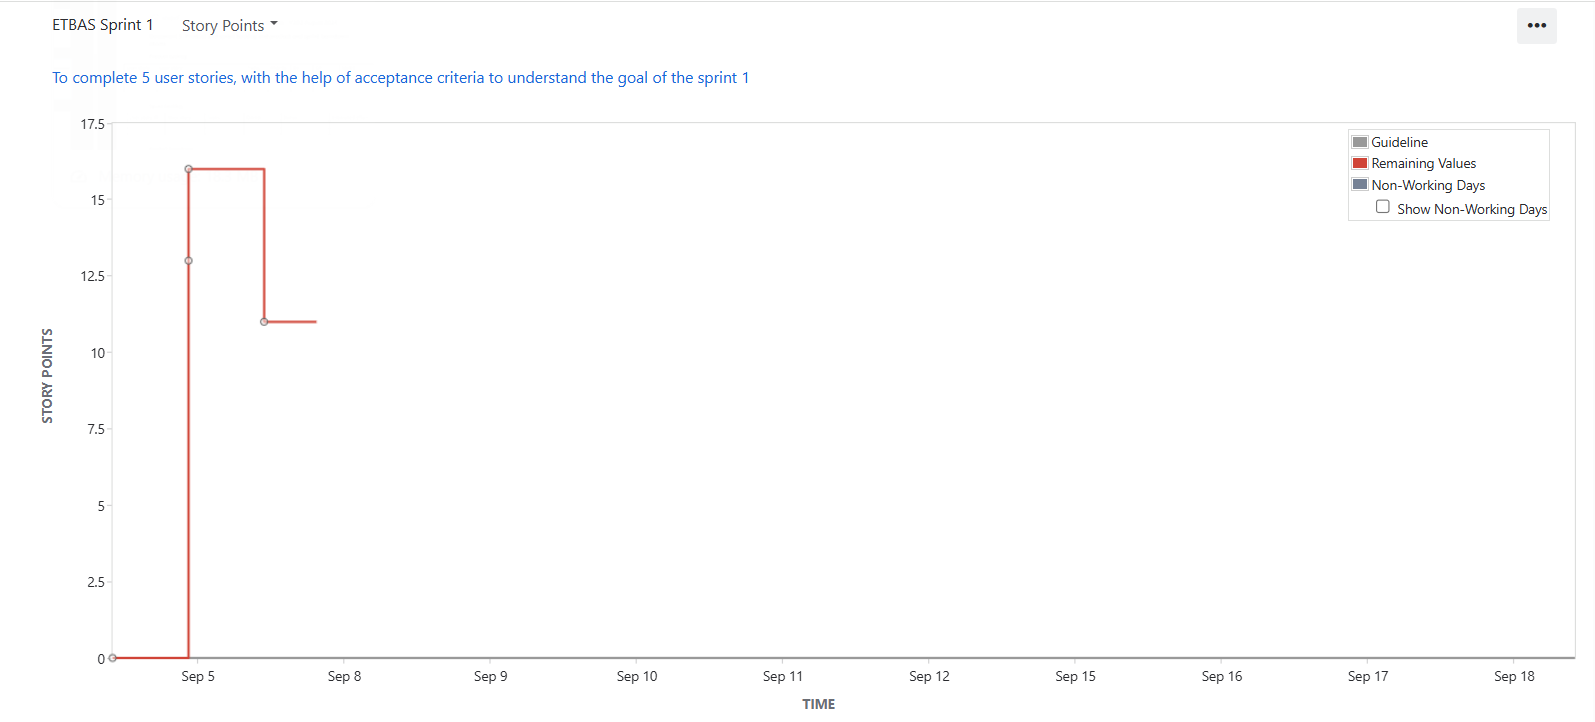 ETBAS Sprint 1 Story Points
•••
To complete 5 user stories, with the help of acceptance criteria to understand the goal of the sprint 1
Guideline
Remaining Values
Non-Working Days
Show Non-Working Days
STORY POINTS
17.5
15
12.5
10
7.5
5
2.5
0
Sep 5 Sep 8 Sep 9 Sep 10 Sep 11 Sep 12 Sep 15 Sep 16 Sep 17 Sep 18
TIME